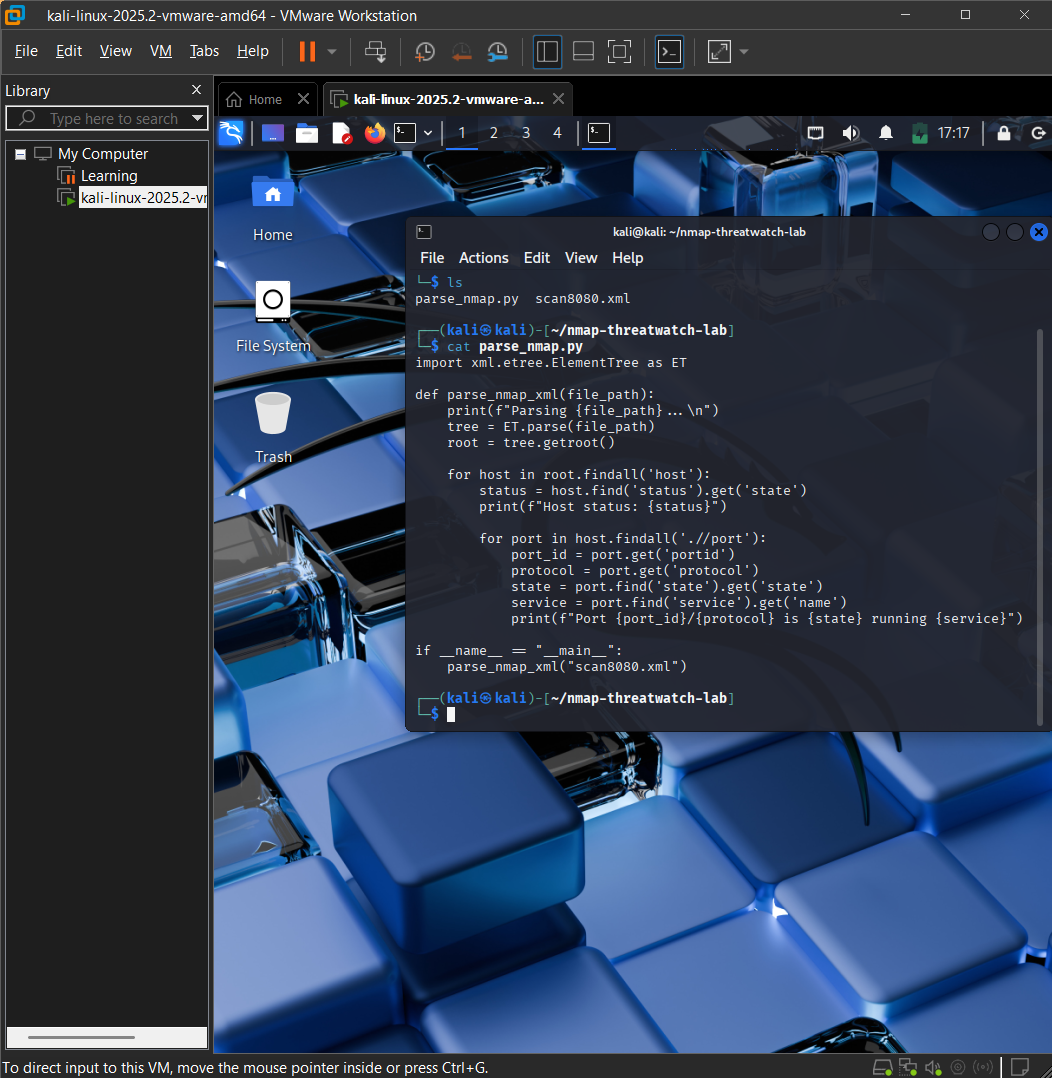 kali-linux-2025.2-vmware-amd64 - VMware Workstation
File Edit View VM Tabs Help
Library
Type here to search
My Computer
Learning
kali-linux-2025.2-vr
Home
kali-linux-2025.2-vmware-a...
1 2 3 4
17:17
Home
File System
Trash
kali@kali: ~/nmap-threatwatch-lab
File Actions Edit View Help
└─$ ls
parse_nmap.py  scan8080.xml
┌──(kali㉿kali)-[~/nmap-threatwatch-lab]
└─$ cat parse_nmap.py
import xml.etree.ElementTree as ET
def parse_nmap_xml(file_path):
    print(f"Parsing {file_path}...\n")
    tree = ET.parse(file_path)
    root = tree.getroot()
    for host in root.findall('host'):
        status = host.find('status').get('state')
        print(f"Host status: {status}")
        for port in host.findall('.//port'):
            port_id = port.get('portid')
            protocol = port.get('protocol')
            state = port.find('state').get('state')
            service = port.find('service').get('name')
            print(f"Port {port_id}/{protocol} is {state} running {service}")
if __name__ == "__main__":
    parse_nmap_xml("scan8080.xml")
┌──(kali㉿kali)-[~/nmap-threatwatch-lab]
└─$
To direct input to this VM, move the mouse pointer inside or press Ctrl+G.